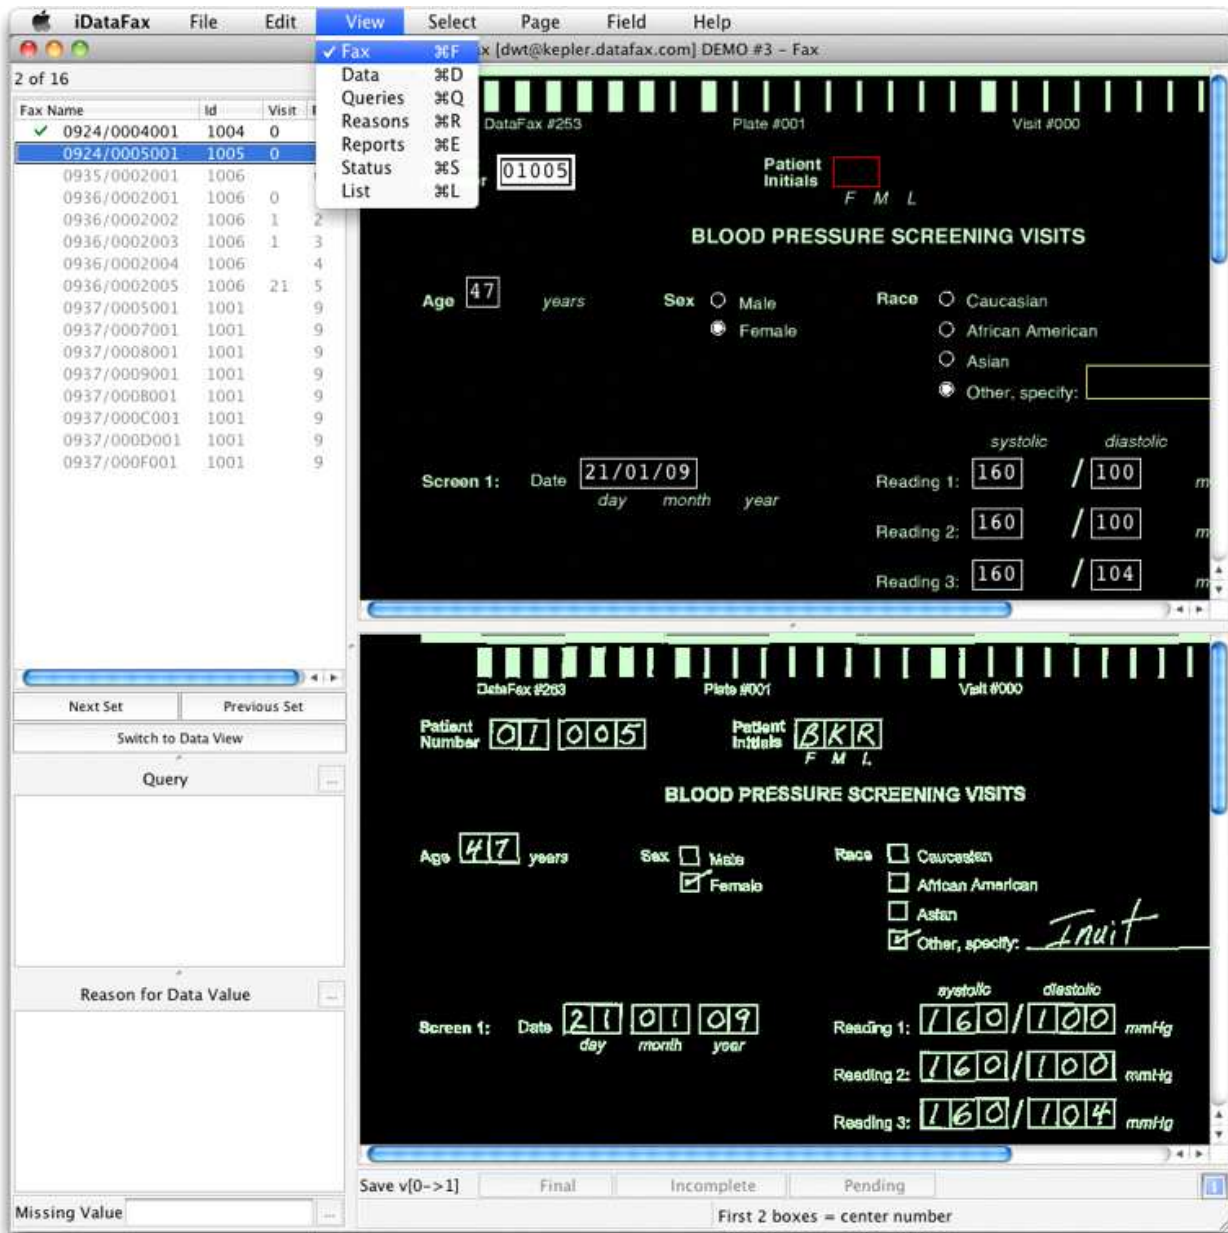 iDataFax File Edit View Select Page Field Help
x [dwt@kepler.datafax.com] DEMO #3 – Fax
✓ Fax ⌘F
Data ⌘D
Queries ⌘Q
Reasons ⌘R
Reports ⌘E
Status ⌘S
List ⌘L
2 of 16
Fax Name Id Visit
✓ 0924/0004001 1004 0
0924/0005001 1005 0
0935/0002001 1006
0936/0002001 1006 0
0936/0002002 1006 1 2
0936/0002003 1006 1 3
0936/0002004 1006 4
0936/0002005 1006 21 5
0937/0005001 1001 9
0937/0007001 1001 9
0937/0008001 1001 9
0937/0009001 1001 9
0937/000B001 1001 9
0937/000C001 1001 9
0937/000D001 1001 9
0937/000F001 1001 9
Next Set Previous Set
Switch to Data View
Query ...
Reason for Data Value ...
Missing Value ...
DataFax #253 Plate #001 Visit #000
r 01005 Patient Initials
F M L
BLOOD PRESSURE SCREENING VISITS
Age 47 years Sex Male Race Caucasian
Female African American
Asian
Other, specify:
systolic diastolic
Screen 1: Date 21/01/09 Reading 1: 160 / 100 m
day month year
Reading 2: 160 / 100 m
Reading 3: 160 / 104 m
DataFax #253 Plate #001 Visit #000
Patient Number 01 005 Patient Initials BKR
F M L
BLOOD PRESSURE SCREENING VISITS
Age 47 years Sex Male Race Caucasian
Female African American
Asian
Other, specify: Inuit
systolic diastolic
Screen 1: Date 21 01 09 Reading 1: 160/100 mmHg
day month year
Reading 2: 160/100 mmHg
Reading 3: 160/104 mmHg
Save v[0->1] Final Incomplete Pending
First 2 boxes = center number